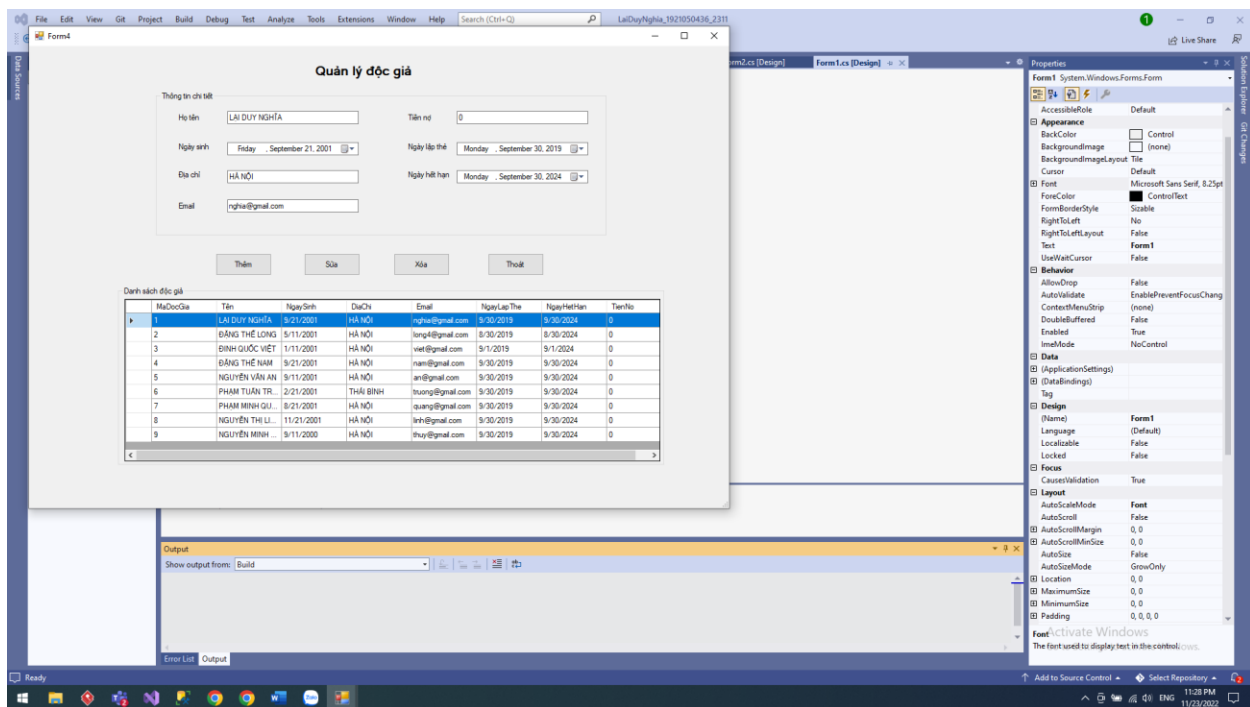 File Edit View Git Project Build Debug Test Analyze Tools Extensions Window Help Search (Ctrl+Q) LaiDuyNghia_1921050436_2311 1
Live Share
Form4
Data Sources
Form2.cs [Design] Form1.cs [Design]
Quản lý độc giả
Thông tin chi tiết
Họ tên LẠI DUY NGHĨA Tiền nợ 0
Ngày sinh Friday , September 21, 2001 Ngày lập thẻ Monday , September 30, 2019
Địa chỉ HÀ NỘI Ngày hết hạn Monday , September 30, 2024
Email nghia@gmail.com
Thêm Sửa Xóa Thoát
Danh sách độc giả
MaDocGia Tên NgaySinh DiaChi Email NgayLapThe NgayHetHan TienNo
1 LẠI DUY NGHĨA 9/21/2001 HÀ NỘI nghia@gmail.com 9/30/2019 9/30/2024 0
2 ĐẶNG THẾ LONG 5/11/2001 HÀ NỘI long4@gmail.com 8/30/2019 8/30/2024 0
3 ĐINH QUỐC VIỆT 1/11/2001 HÀ NỘI viet@gmail.com 9/1/2019 9/1/2024 0
4 ĐẶNG THẾ NAM 9/21/2001 HÀ NỘI nam@gmail.com 9/30/2019 9/30/2024 0
5 NGUYỄN VĂN AN 9/11/2001 HÀ NỘI an@gmail.com 9/30/2019 9/30/2024 0
6 PHẠM TUẤN TR... 2/21/2001 THÁI BÌNH truong@gmail.com 9/30/2019 9/30/2024 0
7 PHẠM MINH QU... 8/21/2001 HÀ NỘI quang@gmail.com 9/30/2019 9/30/2024 0
8 NGUYỄN THỊ LI... 11/21/2001 HÀ NỘI linh@gmail.com 9/30/2019 9/30/2024 0
9 NGUYỄN MINH ... 9/11/2000 HÀ NỘI thuy@gmail.com 9/30/2019 9/30/2024 0
Output
Show output from: Build
Error List Output
Properties
Form1 System.Windows.Forms.Form
AccessibleRole Default
Appearance
BackColor Control
BackgroundImage (none)
BackgroundImageLayout Tile
Cursor Default
Font Microsoft Sans Serif, 8.25pt
ForeColor ControlText
FormBorderStyle Sizable
RightToLeft No
RightToLeftLayout False
Text Form1
UseWaitCursor False
Behavior
AllowDrop False
AutoValidate EnablePreventFocusChang
ContextMenuStrip (none)
DoubleBuffered False
Enabled True
ImeMode NoControl
Data
(ApplicationSettings)
(DataBindings)
Tag
Design
(Name) Form1
Language (Default)
Localizable False
Locked False
Focus
CausesValidation True
Layout
AutoScaleMode Font
AutoScroll False
AutoScrollMargin 0, 0
AutoScrollMinSize 0, 0
AutoSize False
AutoSizeMode GrowOnly
Location 0, 0
MaximumSize 0, 0
MinimumSize 0, 0
Padding 0, 0, 0, 0
Font
Activate Windows
The font used to display text in the control.
Solution Explorer
Git Changes
Ready Add to Source Control Select Repository 2
Zalo ENG 11:28 PM
11/23/2022